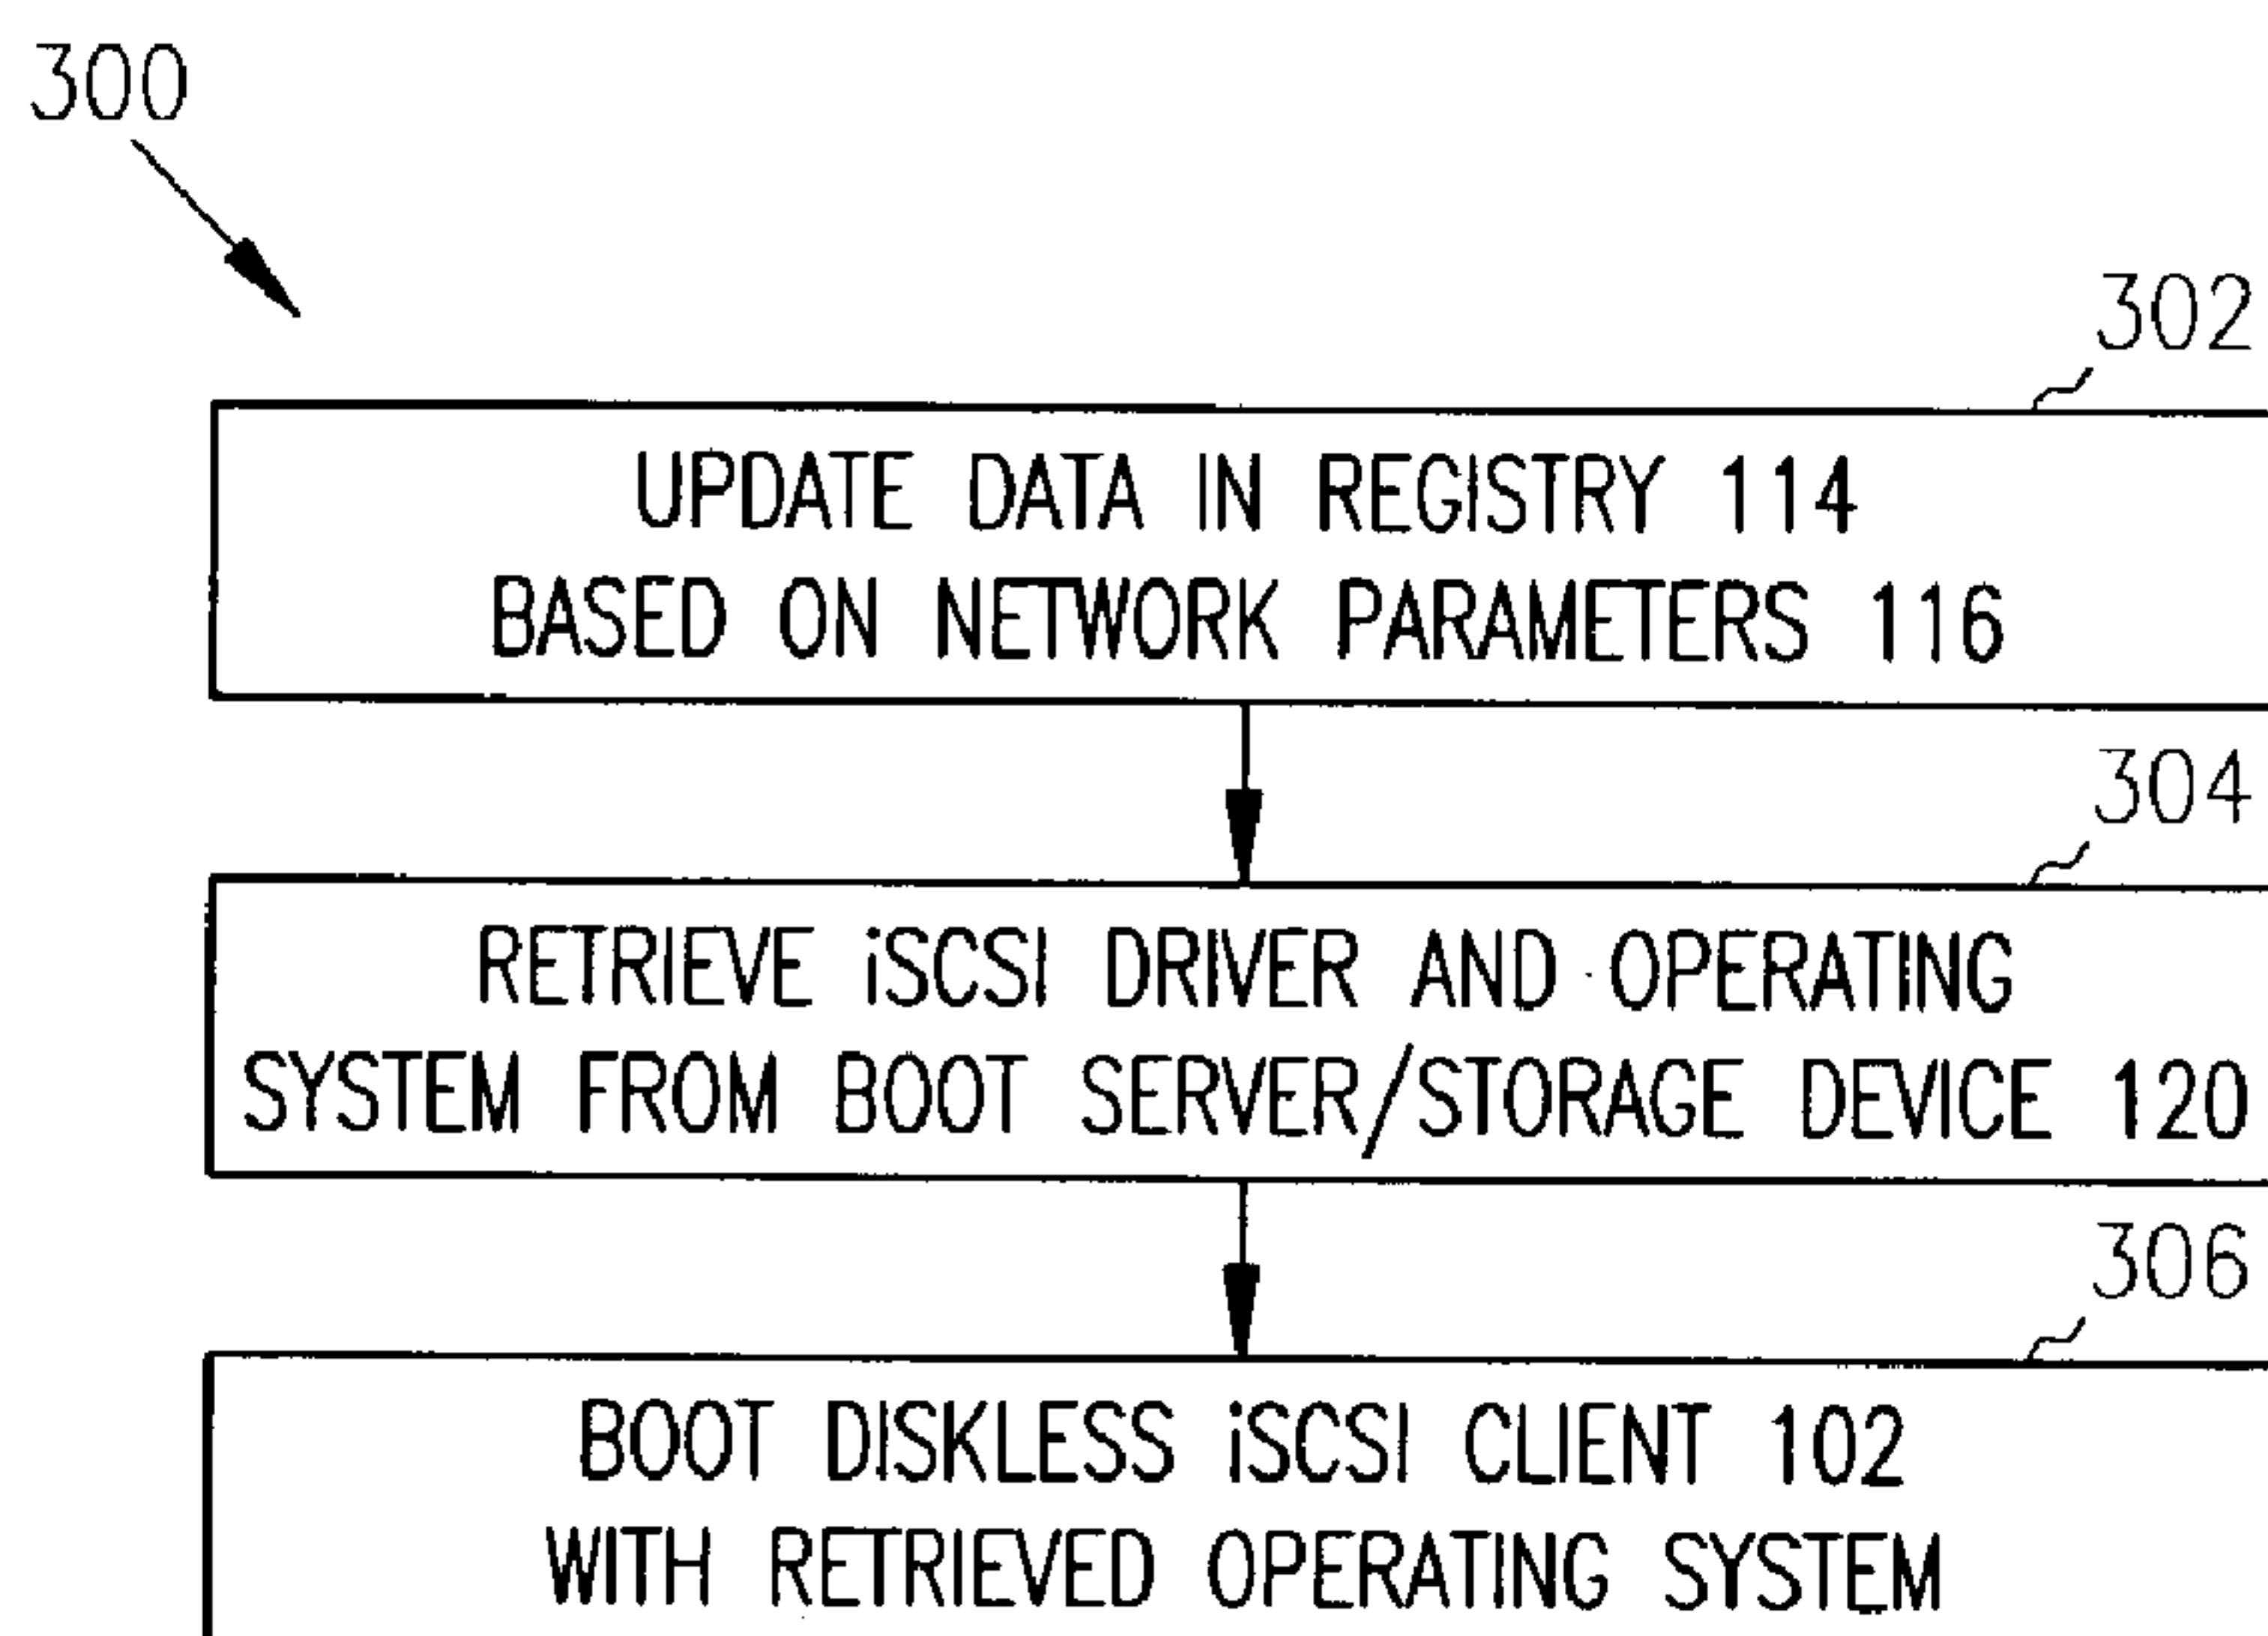 300
302
UPDATE DATA IN REGISTRY 114
BASED ON NETWORK PARAMETERS 116
304
RETRIEVE iSCSI DRIVER AND OPERATING
SYSTEM FROM BOOT SERVER/STORAGE DEVICE 120
306
BOOT DISKLESS iSCSI CLIENT 102
WITH RETRIEVED OPERATING SYSTEM